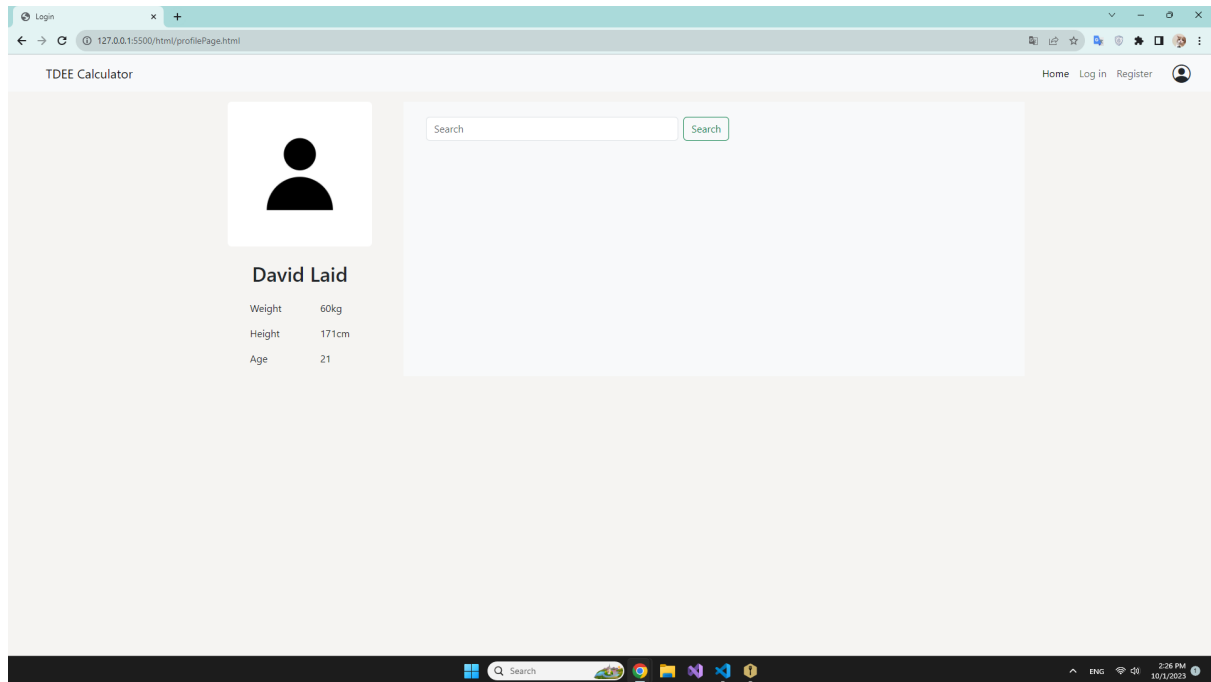 Login
127.0.0.1:5500/html/profilePage.html
TDEE Calculator
Home Log in Register
Search Search
David Laid
Weight 60kg
Height 171cm
Age 21
Search
ENG
2:26 PM
10/1/2023
1